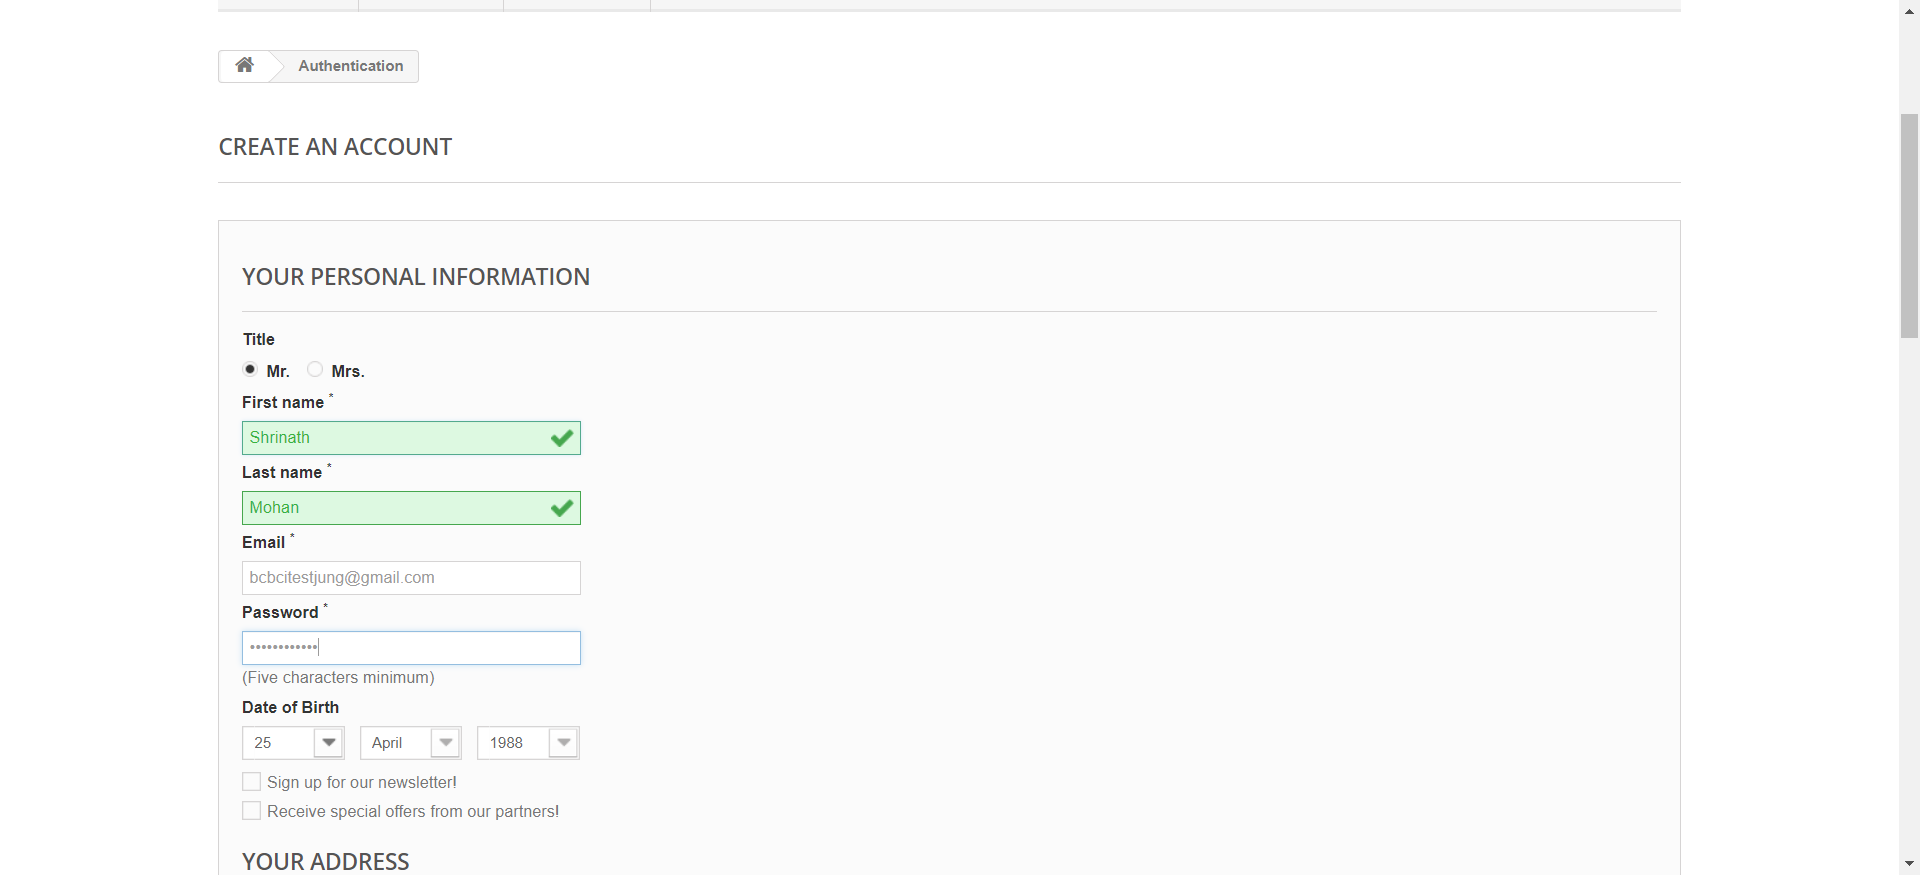 Authentication
CREATE AN ACCOUNT
YOUR PERSONAL INFORMATION
Title
Mr. Mrs.
First name *
Shrinath
Last name *
Mohan
Email *
bcbcitestjung@gmail.com
Password *
••••••••••••
(Five characters minimum)
Date of Birth
25 April 1988
Sign up for our newsletter!
Receive special offers from our partners!
YOUR ADDRESS